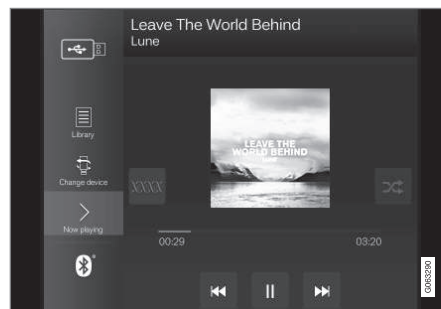 Leave The World Behind
Lune
Library
Change device
Now playing
LEAVE THE
WORLD BEHIND
LUNE
XXXX
00:29
03:20
G063290